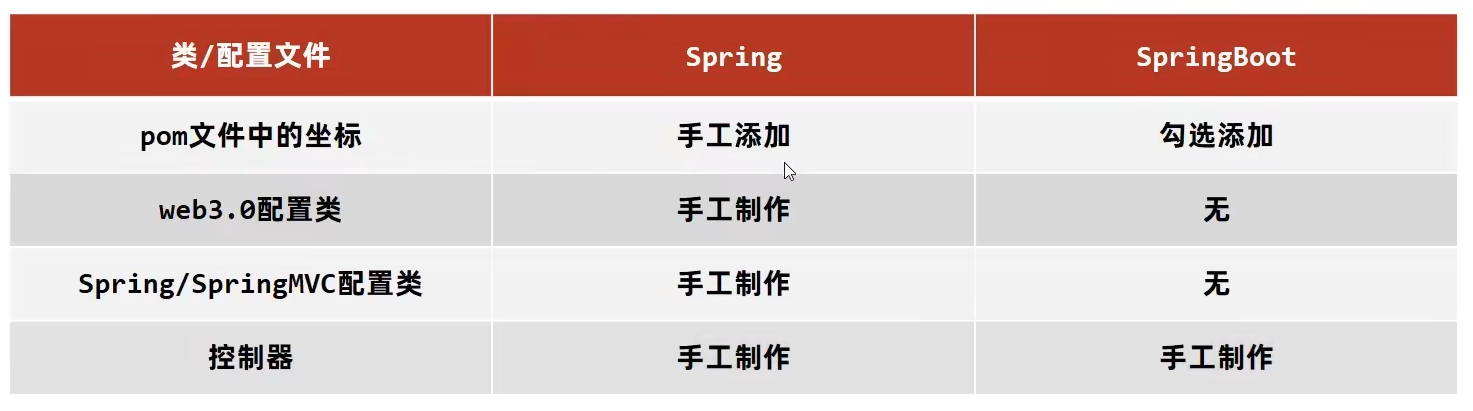 类/配置文件 Spring SpringBoot
pom文件中的坐标 手工添加 勾选添加
web3.0配置类 手工制作 无
Spring/SpringMVC配置类 手工制作 无
控制器 手工制作 手工制作